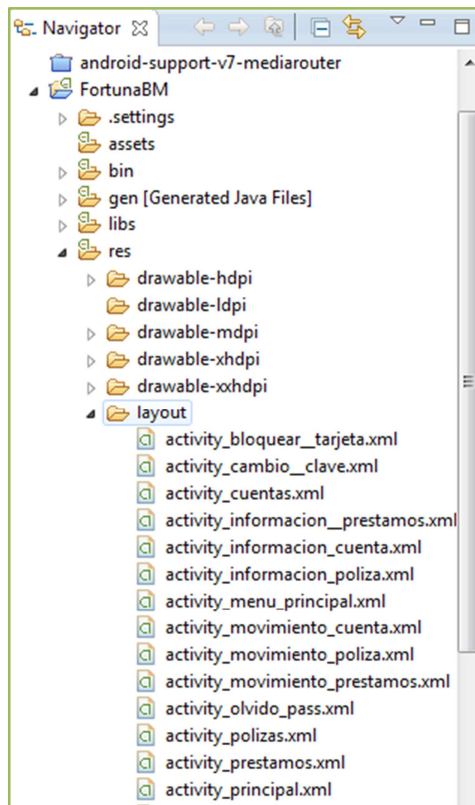 Navigator
android-support-v7-mediarouter
FortunaBM
.settings
assets
bin
gen [Generated Java Files]
libs
res
drawable-hdpi
drawable-ldpi
drawable-mdpi
drawable-xhdpi
drawable-xxhdpi
layout
activity_bloquear__tarjeta.xml
activity_cambio__clave.xml
activity_cuentas.xml
activity_informacion__prestamos.xml
activity_informacion_cuenta.xml
activity_informacion_poliza.xml
activity_menu_principal.xml
activity_movimiento_cuenta.xml
activity_movimiento_poliza.xml
activity_movimiento_prestamos.xml
activity_olvido_pass.xml
activity_polizas.xml
activity_prestamos.xml
activity_principal.xml